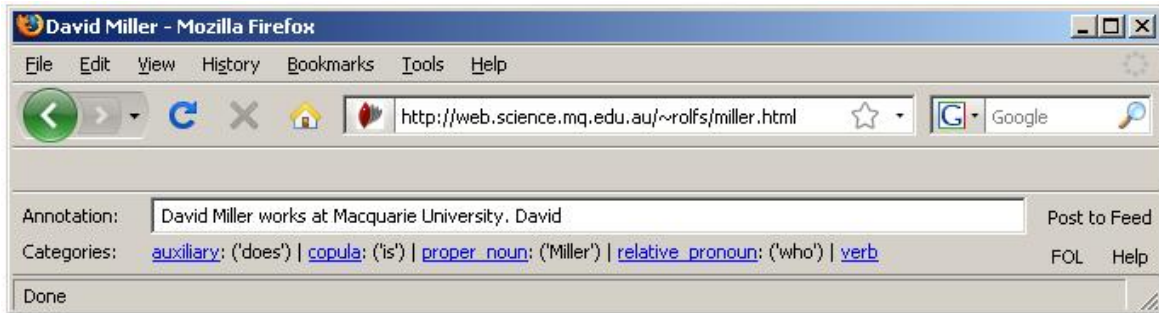 David Miller - Mozilla Firefox
File Edit View History Bookmarks Tools Help
http://web.science.mq.edu.au/~rolfs/miller.html G Google
Annotation: David Miller works at Macquarie University. David Post to Feed
Categories: auxiliary: ('does') | copula: ('is') | proper_noun: ('Miller') | relative_pronoun: ('who') | verb FOL Help
Done